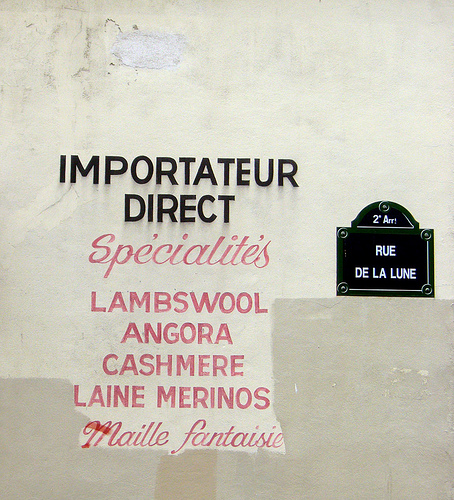 IMPORTATEUR
DIRECT
Spécialités
LAMBSWOOL
ANGORA
CASHMERE
LAINE MERINOS
Maille fantaisie
2e Arrt
RUE
DE LA LUNE